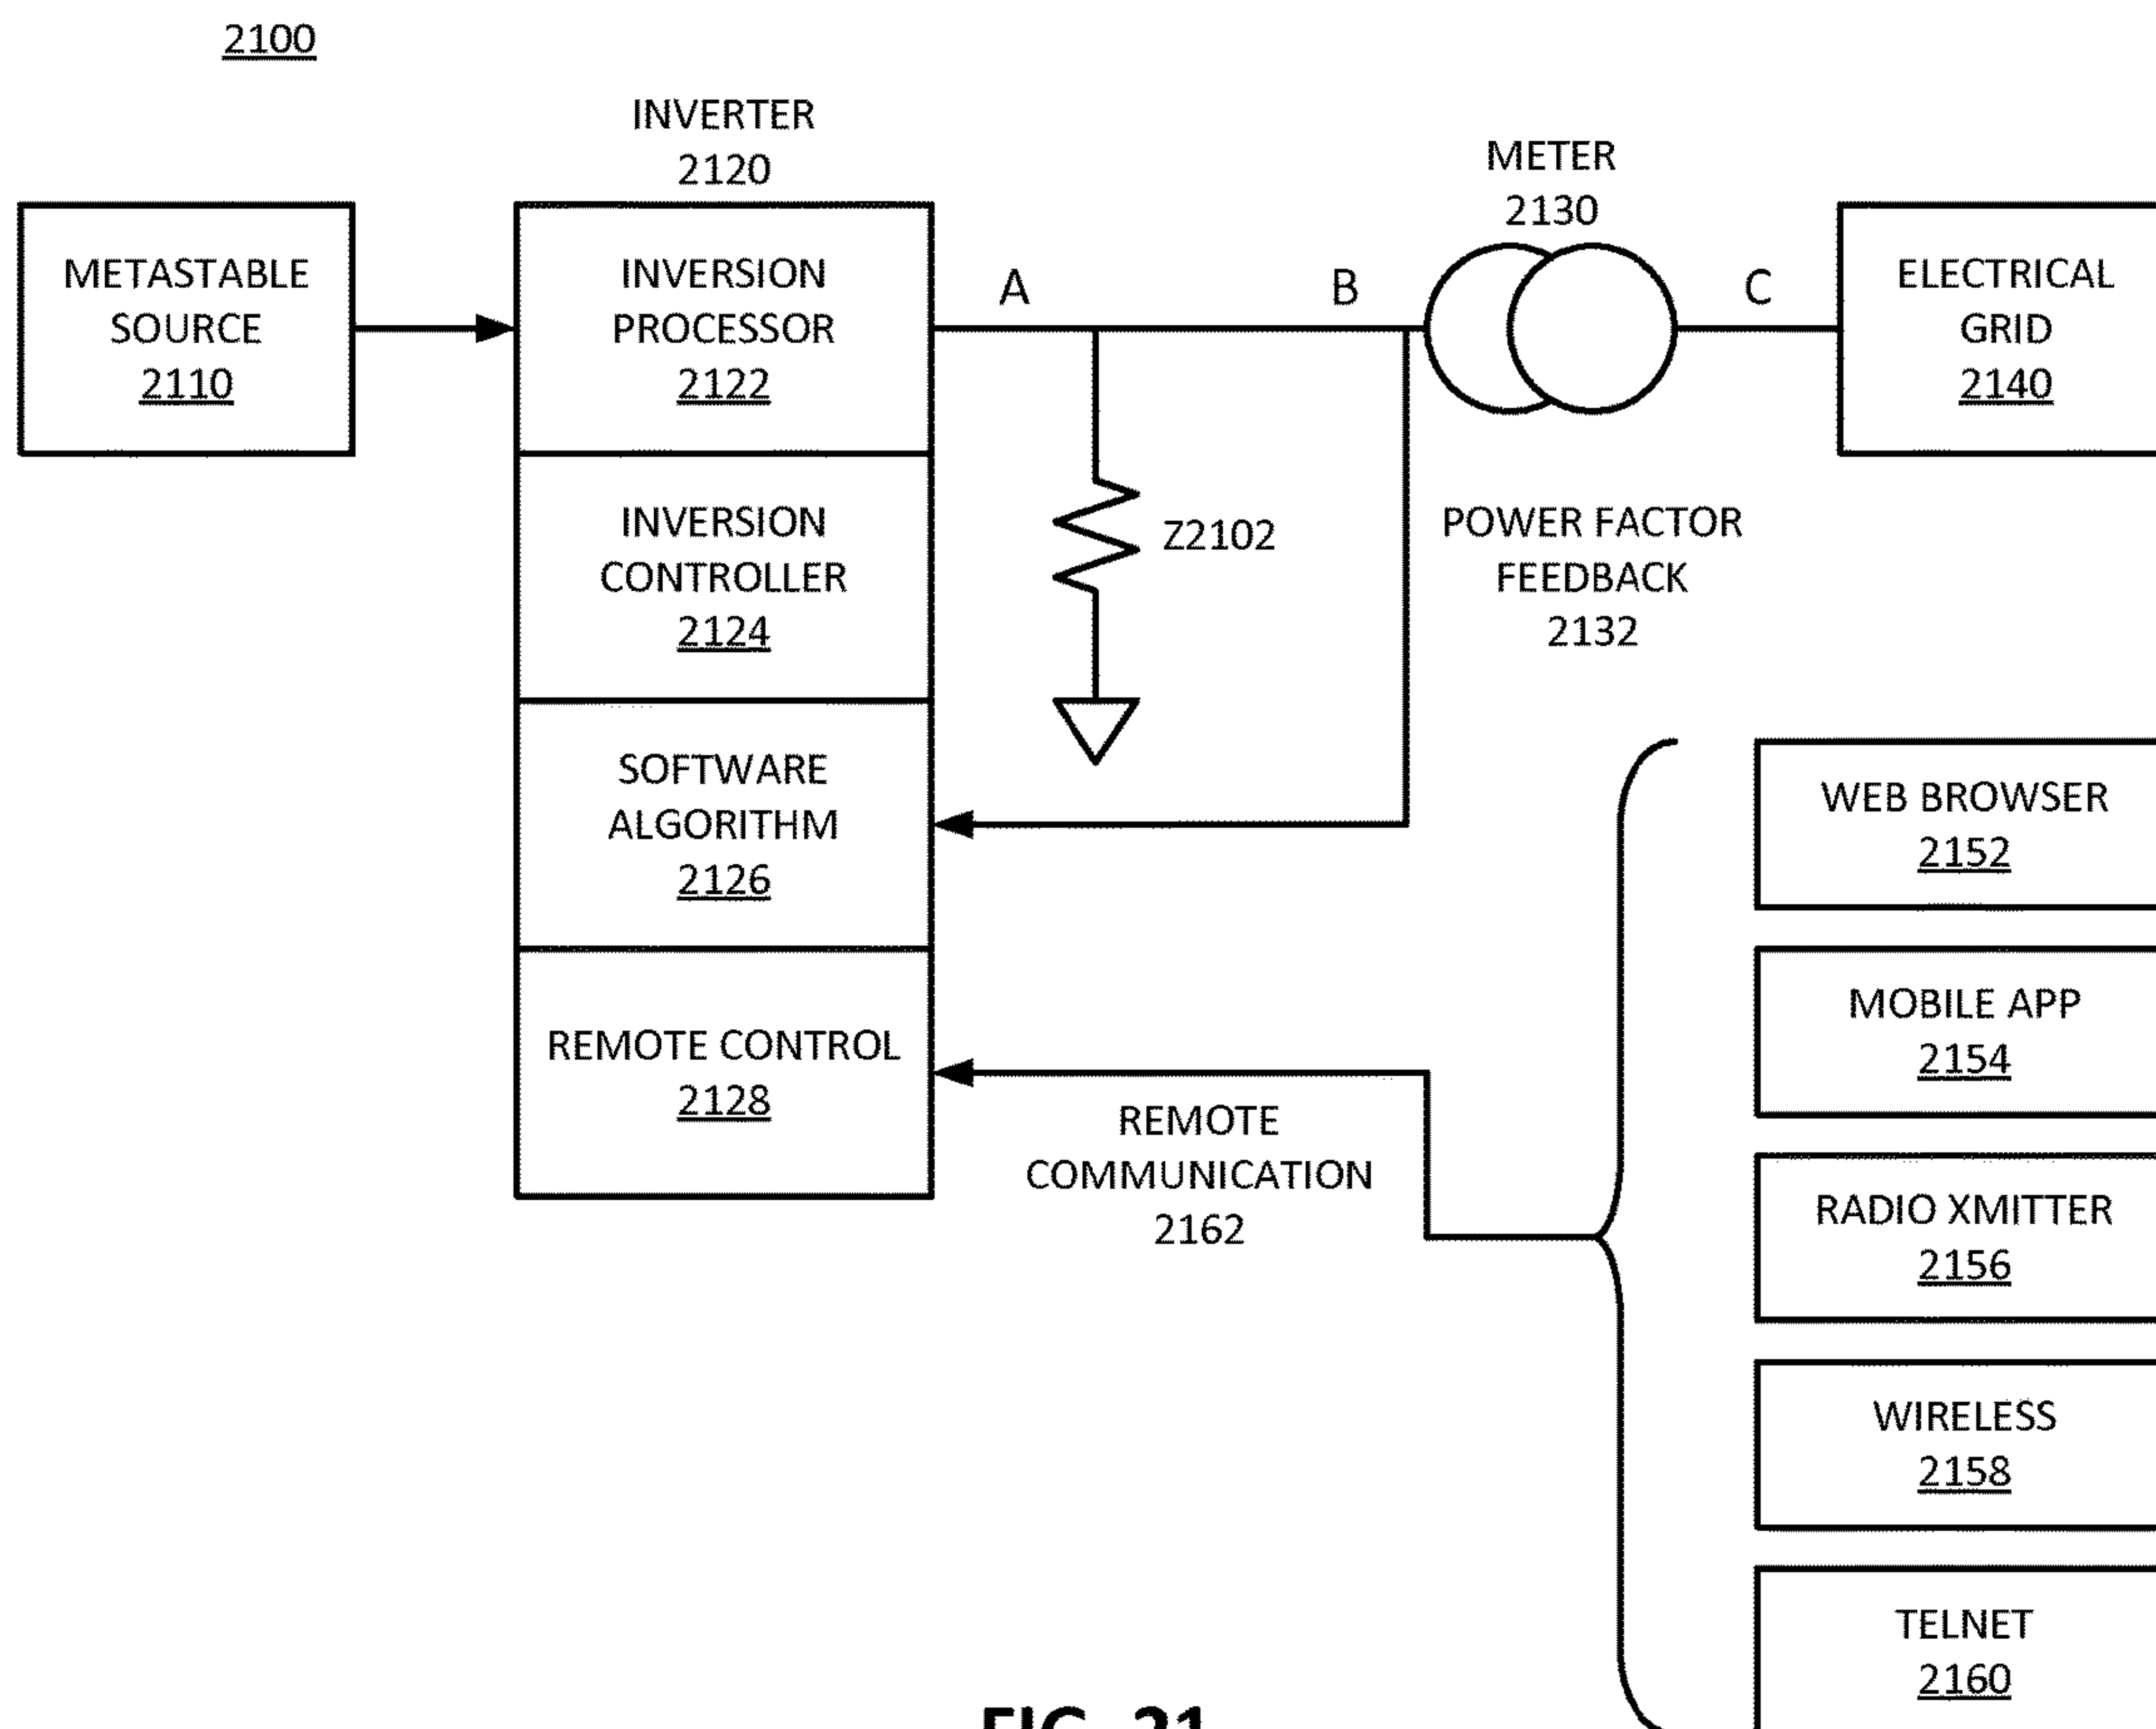 2100
INVERTER
2120
METASTABLE
SOURCE
2110
INVERSION
PROCESSOR
2122
INVERSION
CONTROLLER
2124
SOFTWARE
ALGORITHM
2126
REMOTE CONTROL
2128
A
B
METER
2130
C
ELECTRICAL
GRID
2140
Z2102
POWER FACTOR
FEEDBACK
2132
REMOTE
COMMUNICATION
2162
WEB BROWSER
2152
MOBILE APP
2154
RADIO XMITTER
2156
WIRELESS
2158
TELNET
2160
FIG. 21